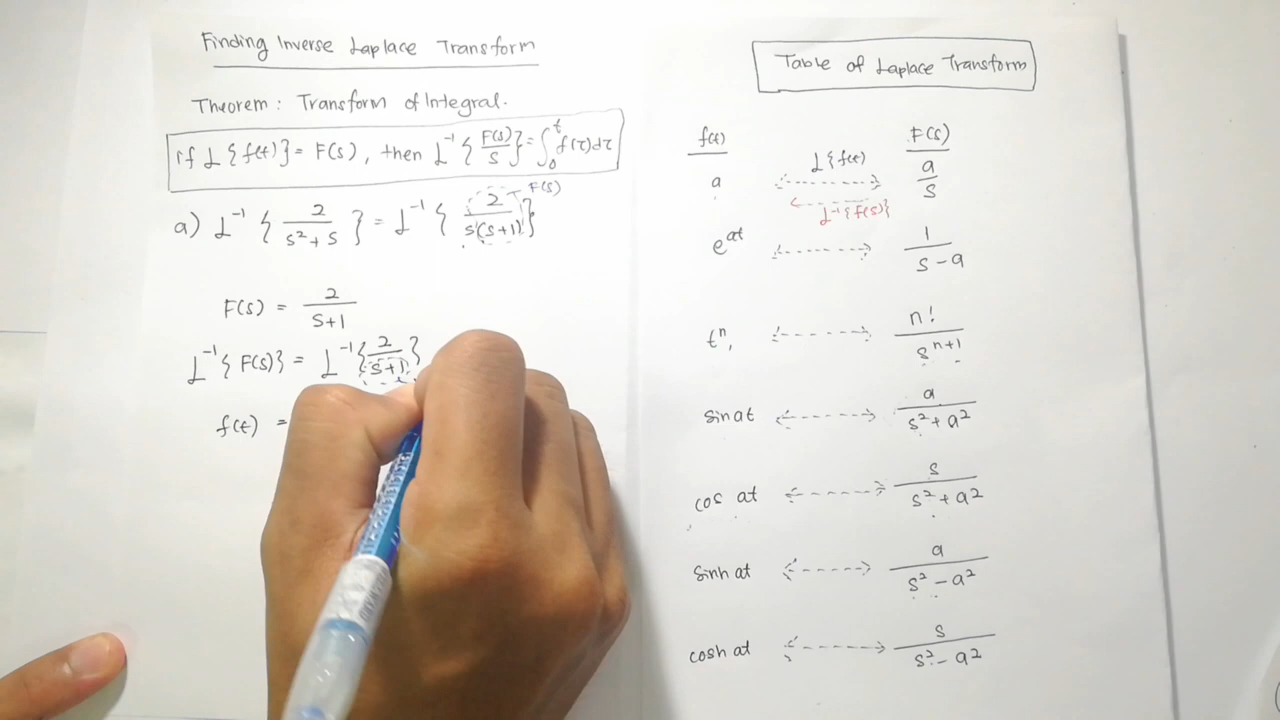 Finding Inverse Laplace Transform
Theorem: Transform of Integral.
if L{f(t)} = F(s), then L⁻¹{F(s)/s} = ∫₀ᵗ f(τ)dτ
a) L⁻¹{2/(s²+s)} = L⁻¹{2/(s(s+1))} F(s)
F(s) = 2/(s+1)
L⁻¹{F(s)} = L⁻¹{2/(s+1)}
f(t) =
Table of Laplace Transform
f(t) L{f(t)} F(s)
a a/s
L⁻¹{F(s)}
e^at 1/(s-a)
t^n, n!/s^(n+1)
sin at a/(s²+a²)
cos at s/(s²+a²)
sinh at a/(s²-a²)
cosh at s/(s²-a²)